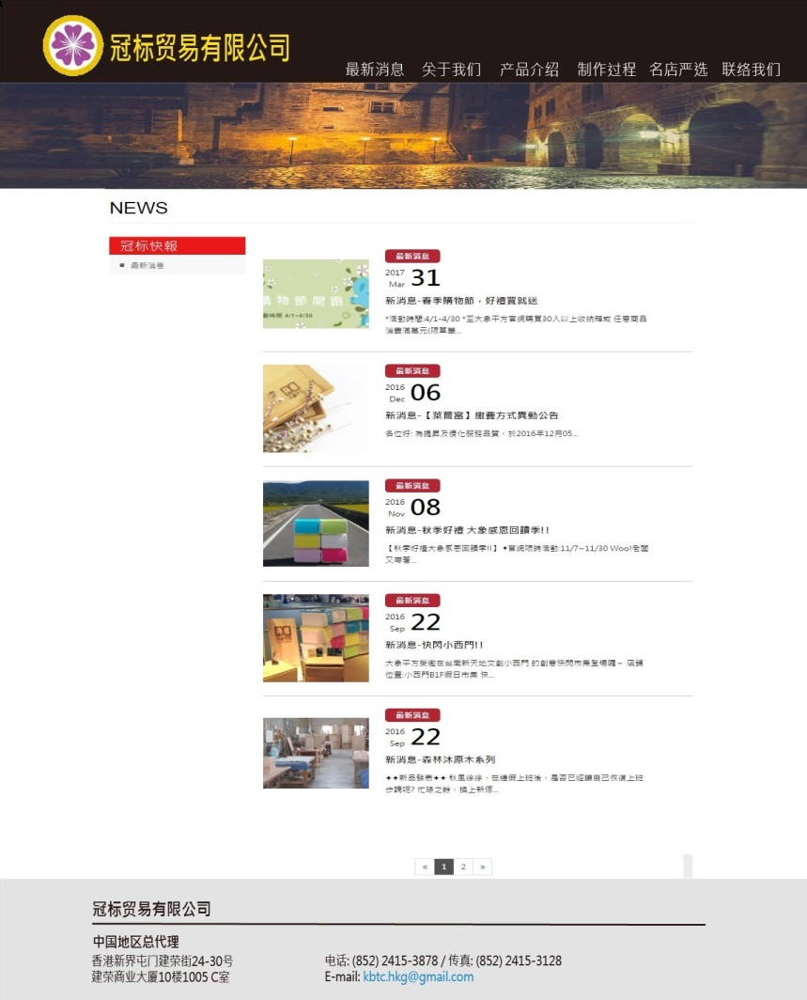 冠标贸易有限公司
最新消息 关于我们 产品介绍 制作过程 名店严选 联络我们
NEWS
冠标快報
最新消息
購物節開跑
動時間 4/1~4/30
最新消息
2017
Mar 31
新消息-春季購物節，好禮買就送
*活動時間:4/1-4/30 *至大象平方官網購買30入以上收納箱或 任意商品
消費滿萬元(限單筆...
最新消息
2016
Dec 06
新消息-【萊爾富】繳費方式異動公告
各位好: 為提昇及優化服務品質，於2016年12月05...
最新消息
2016
Nov 08
新消息-秋季好禮 大象感恩回饋季!!
【秋季好禮大象感恩回饋季!!】 ✦官網限時活動:11/7~11/30 Woo!老闆
又帶著...
最新消息
2016
Sep 22
新消息-快閃小西門!!
大象平方受邀在台南新天地文創小西門 的創意快閃市集登場囉～ 店舖
位置:小西門B1F假日市集 快...
最新消息
2016
Sep 22
新消息-森林沐原木系列
✦✦新品發表✦✦ 秋風徐徐，在連假上班後，是否已經讓自己恢復上班
步調呢? 忙碌之餘，換上新傢...
« 1 2 »
冠标贸易有限公司
中国地区总代理
香港新界屯门建荣街24-30号
建荣商业大厦10楼1005 C室
电话: (852) 2415-3878 / 传真: (852) 2415-3128
E-mail: kbtc.hkg@gmail.com